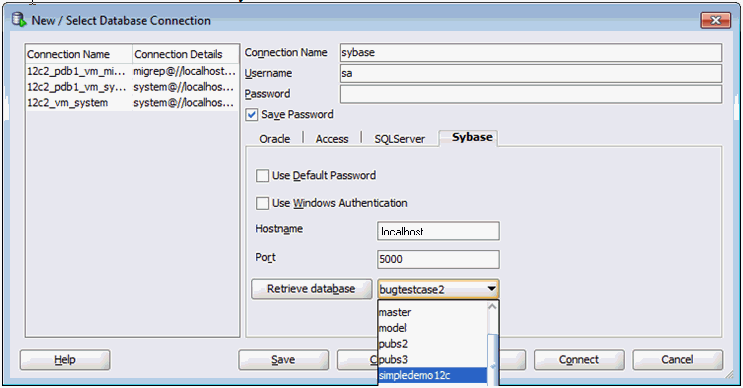 New / Select Database Connection
Connection Name Connection Details
12c2_pdb1_vm_mi... migrep@//localhost...
12c2_pdb1_vm_sy... system@//localhos...
12c2_vm_system system@//localhos...
Connection Name sybase
Username sa
Password
Save Password
Oracle Access SQLServer Sybase
Use Default Password
Use Windows Authentication
Hostname localhost
Port 5000
Retrieve database bugtestcase2
master
model
pubs2
pubs3
simpledemo12c
Help Save Connect Cancel